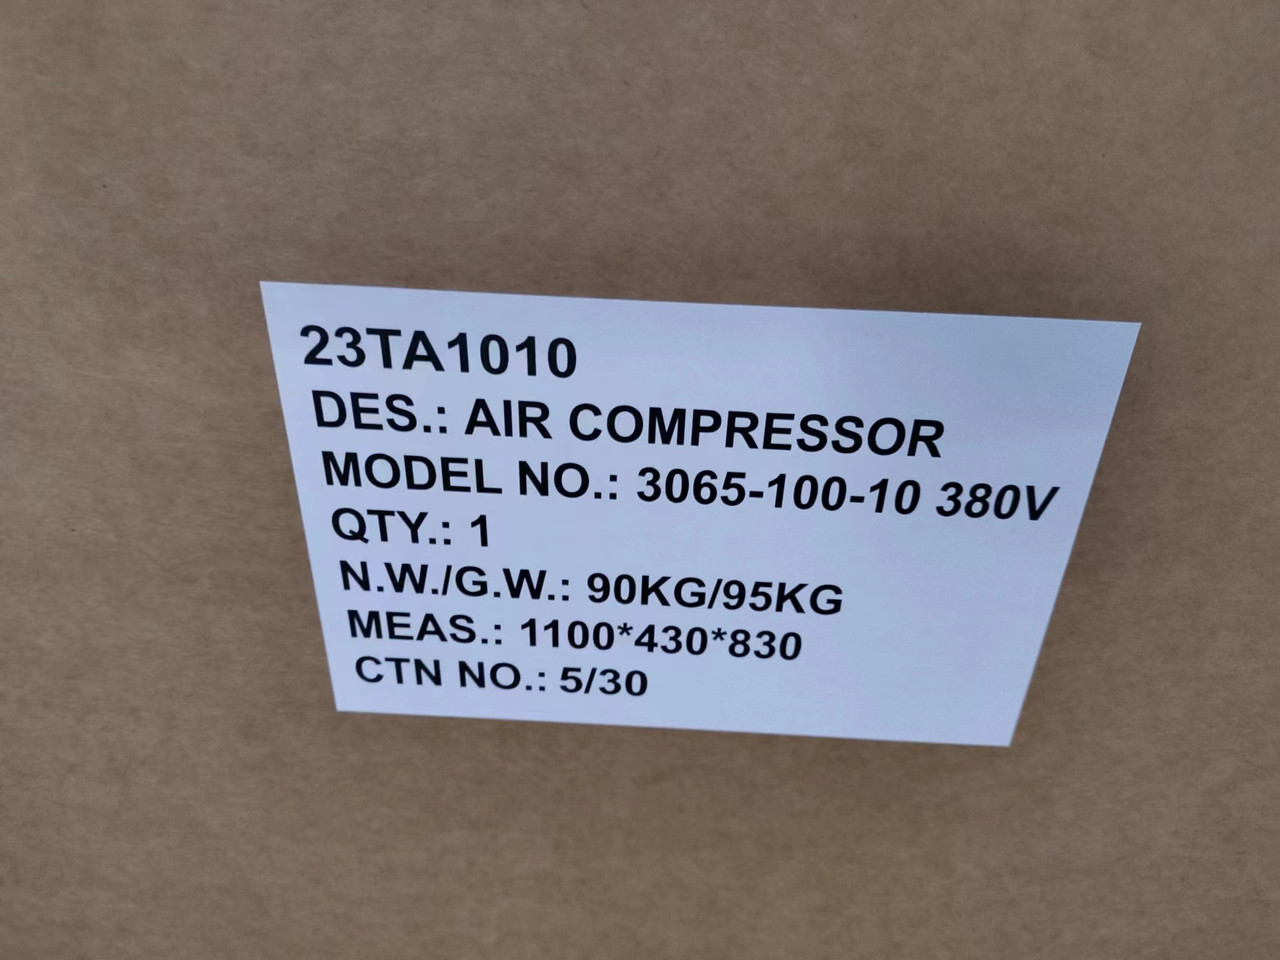 23TA1010
DES.: AIR COMPRESSOR
MODEL NO.: 3065-100-10 380V
QTY.: 1
N.W./G.W.: 90KG/95KG
MEAS.: 1100*430*830
CTN NO.: 5/30